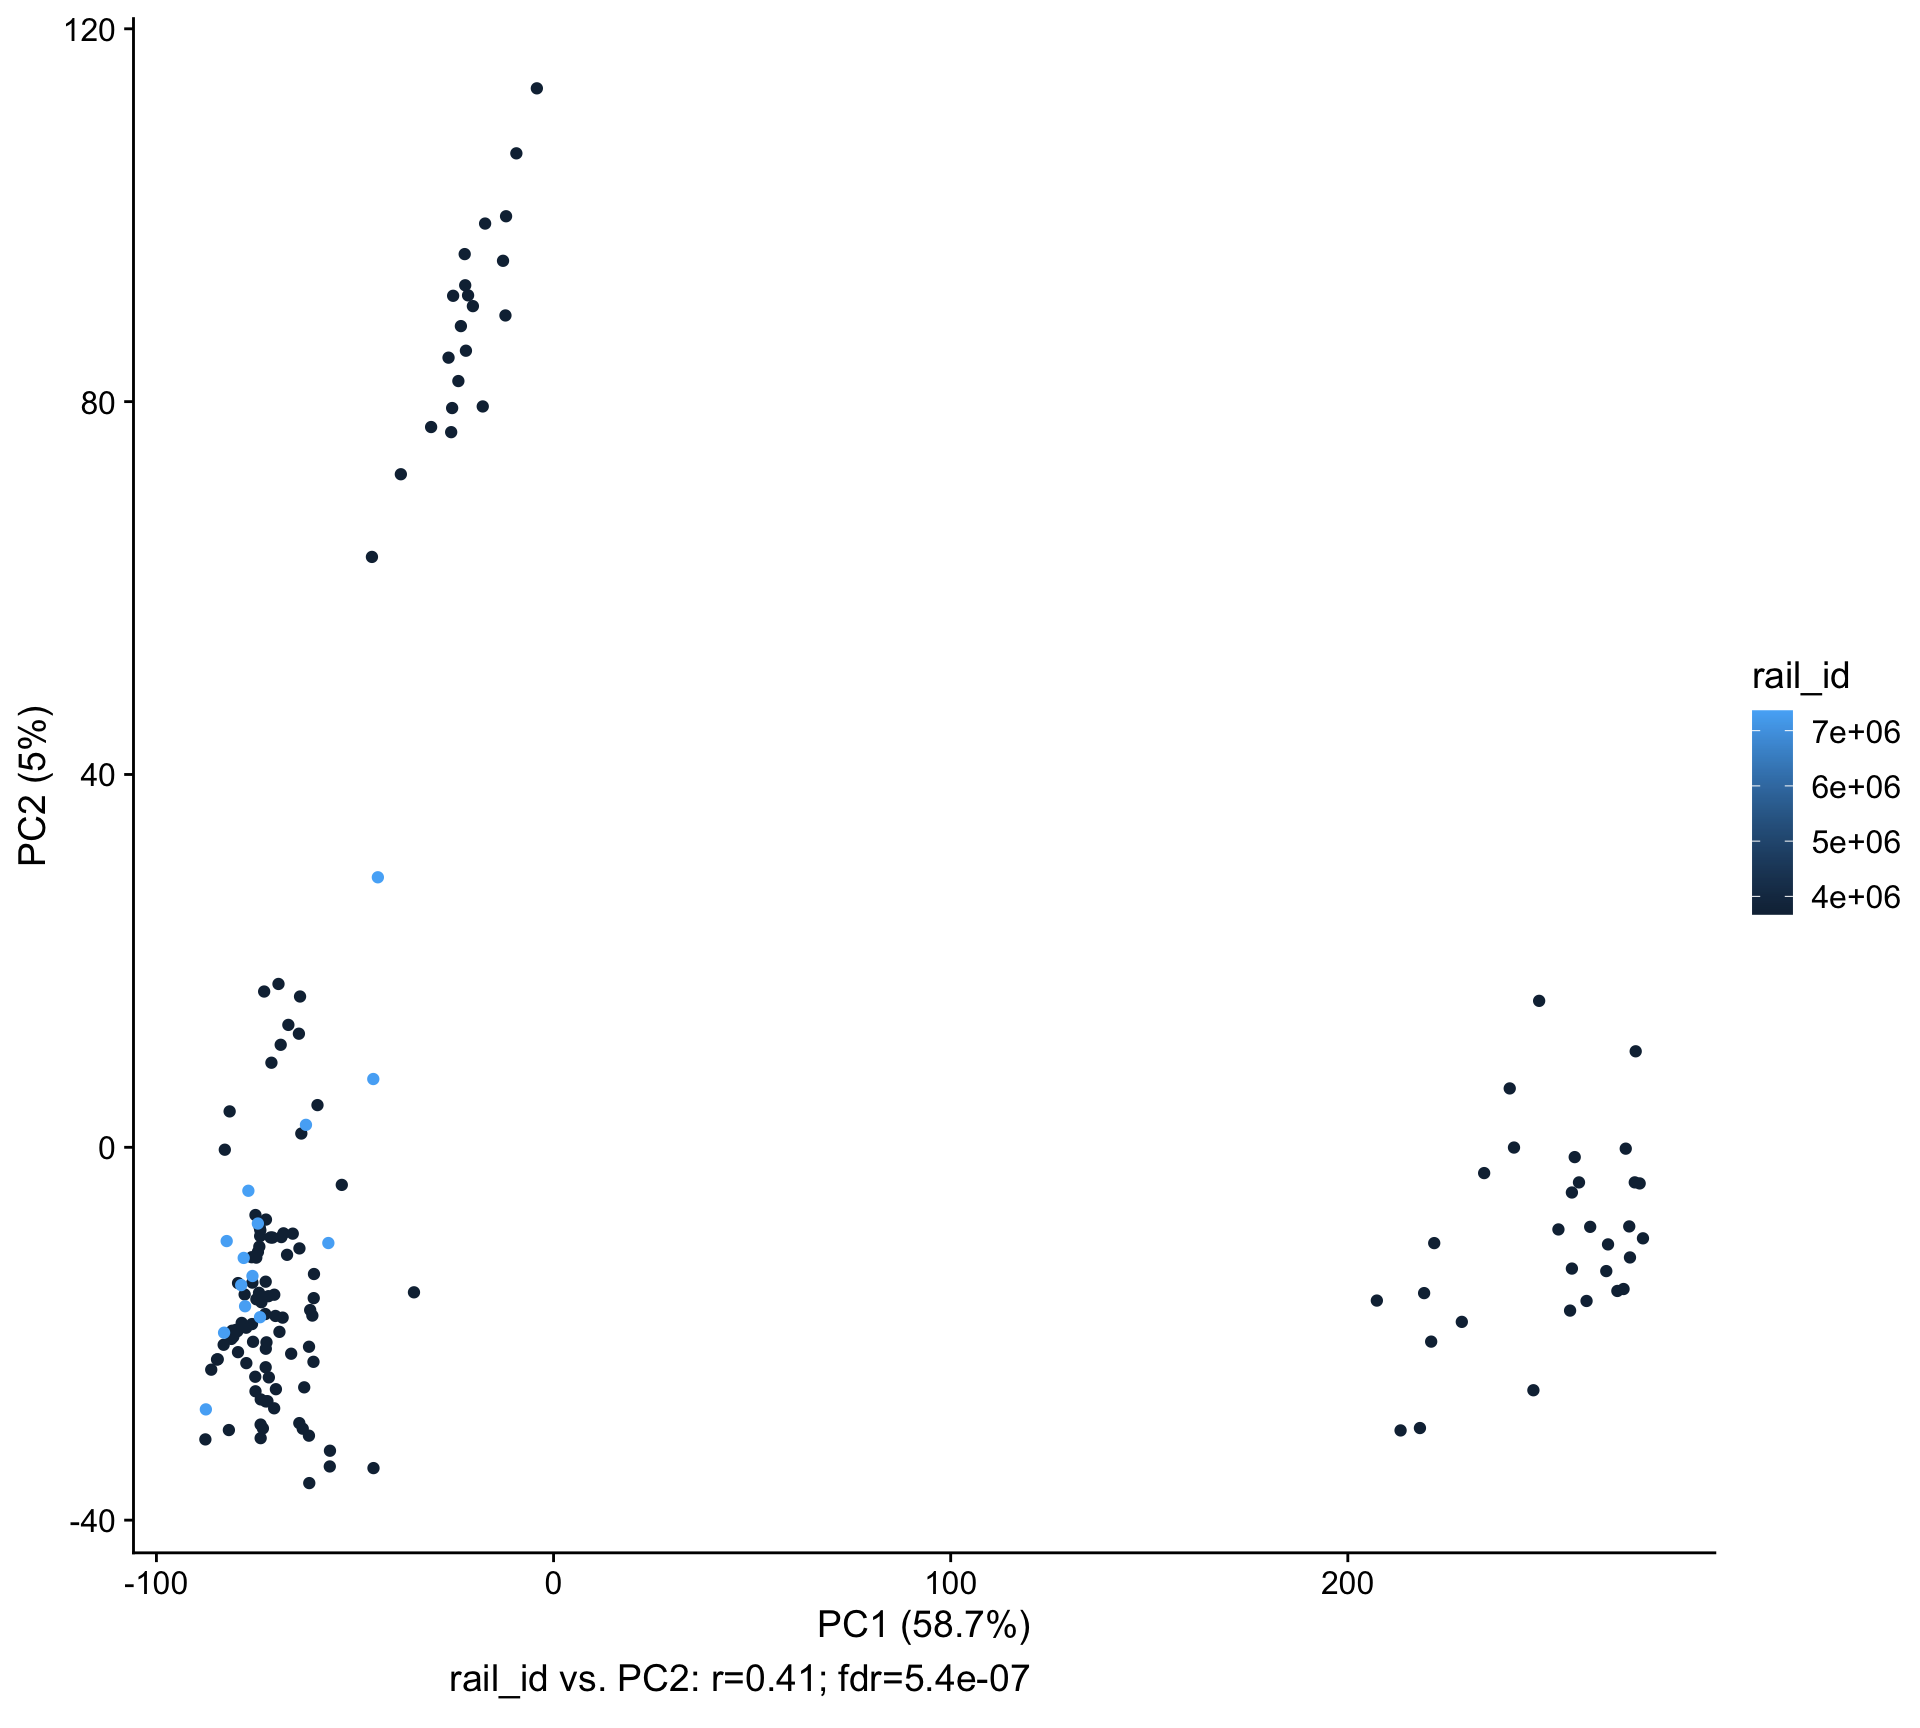 120
80
40
0
-40
PC2 (5%)
-100
0
100
200
PC1 (58.7%)
rail_id vs. PC2: r=0.41; fdr=5.4e-07
rail_id
7e+06
6e+06
5e+06
4e+06